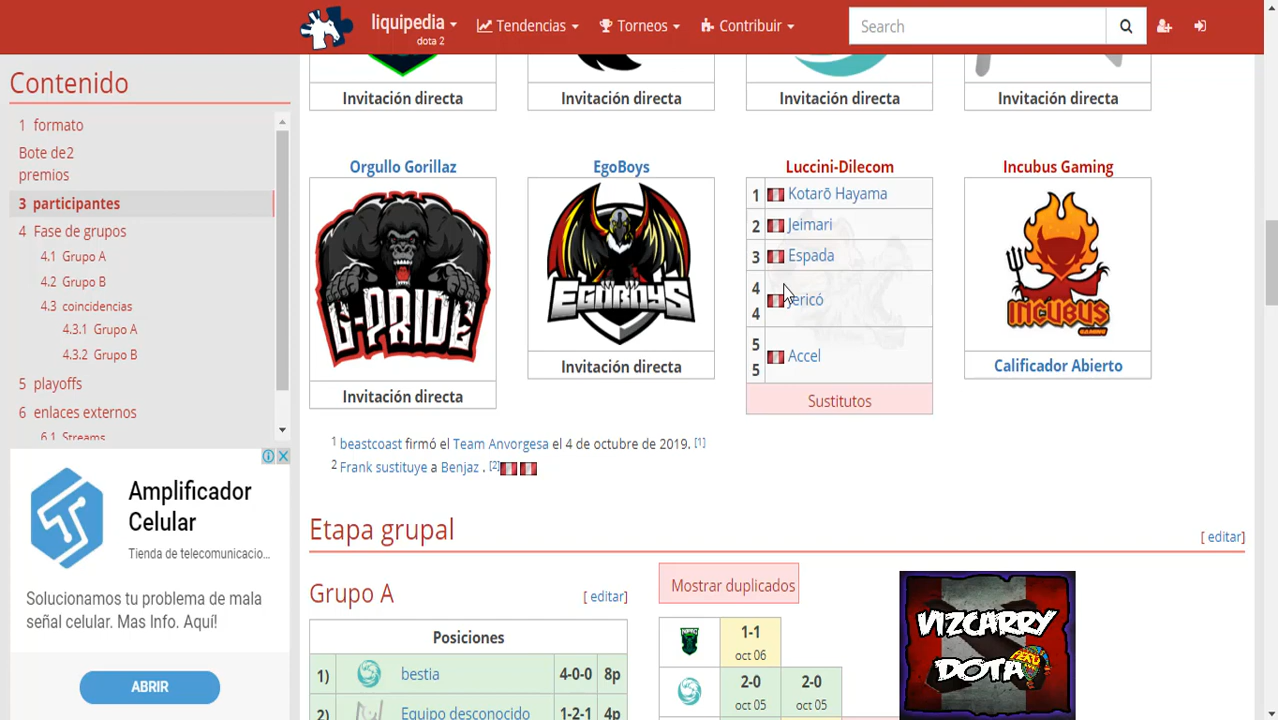 liquipedia
dota 2
Tendencias
Torneos
Contribuir
Search
Contenido
1 formato
Bote de2
premios
3 participantes
4 Fase de grupos
4.1 Grupo A
4.2 Grupo B
4.3 coincidencias
4.3.1 Grupo A
4.3.2 Grupo B
5 playoffs
6 enlaces externos
6.1 Streams
Amplificador
Celular
Tienda de telecomunicacio...
Solucionamos tu problema de mala
señal celular. Mas Info. Aquí!
ABRIR
Invitación directa
Invitación directa
Invitación directa
Invitación directa
Orgullo Gorillaz
G-PRIDE
Invitación directa
EgoBoys
EGOBOYS
Invitación directa
Luccini-Dilecom
1 Kotarō Hayama
2 Jeimari
3 Espada
4
4 Jericó
5
5 Accel
Sustitutos
Incubus Gaming
INCUBUS
GAMING
Calificador Abierto
1 beastcoast firmó el Team Anvorgesa el 4 de octubre de 2019. [1]
2 Frank sustituye a Benjaz . [2]
Etapa grupal
[ editar]
Grupo A
[ editar]
Posiciones
1) bestia 4-0-0 8p
2) Equipo desconocido 1-2-1 4p
Mostrar duplicados
1-1
oct 06
2-0 2-0
oct 05 oct 05
VIZCARRY
DOTA
PERU